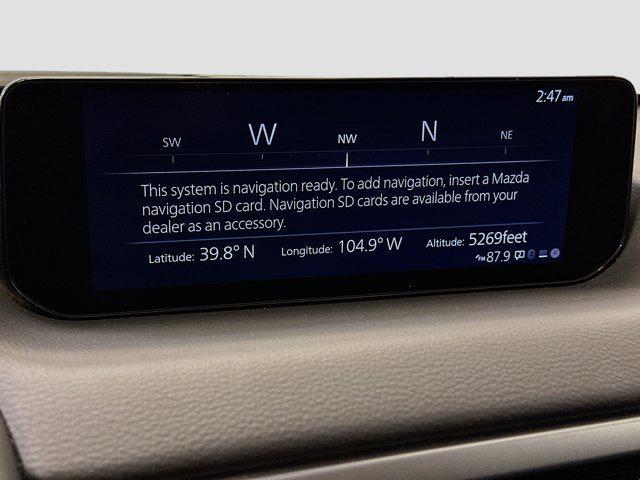 2:47am
SW W NW N NE
This system is navigation ready. To add navigation, insert a Mazda
navigation SD card. Navigation SD cards are available from your
dealer as an accessory.
Latitude: 39.8° N Longitude: 104.9° W Altitude: 5269feet
FM 87.9